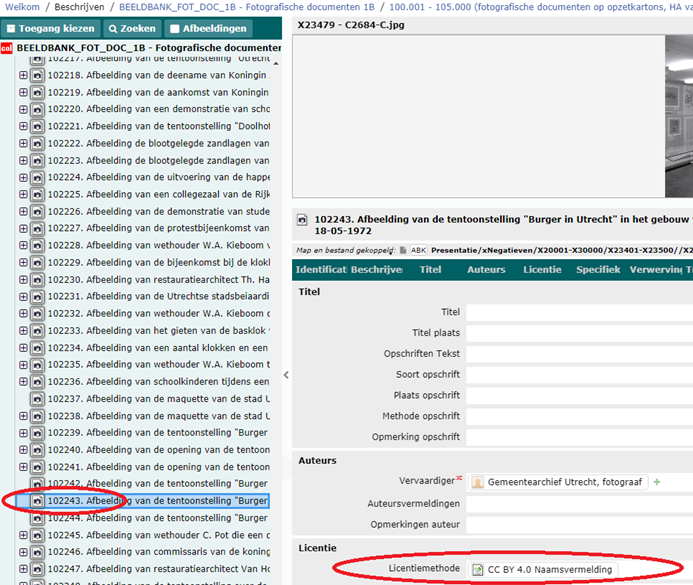 Welkom / Beschrijven / BEELDBANK_FOT_DOC_1B - Fotografische documenten 1B / 100.001 - 105.000 (fotografische documenten op opzetkartons, HA va
Toegang kiezen Zoeken Afbeeldingen
BEELDBANK_FOT_DOC_1B - Fotografische documenten
102217. Afbeelding van de tentoonstelling "Utrecht
102218. Afbeelding van de deename van Koningin
102219. Afbeelding van de aankomst van Koningin
102220. Afbeelding van een demonstratie van scho
102221. Afbeelding van de tentoonstelling "Doolhof
102222. Afbeelding de blootgelegde zandlagen van
102223. Afbeelding de blootgelegde zandlagen van
102224. Afbeelding van de uitvoering van de happe
102225. Afbeelding van een collegezaal van de Rijk
102226. Afbeelding van de demonstratie van stude
102227. Afbeelding van de protestbijeenkomst van
102228. Afbeelding van wethouder W.A. Kieboom v
102229. Afbeelding van de bijeenkomst bij de klokk
102230. Afbeelding van restauratiearchitect Th. Ha
102231. Afbeelding van de Utrechtse stadsbeiaardi
102232. Afbeelding van wethouder W.A. Kieboom d
102233. Afbeelding van het gieten van de basklok v
102234. Afbeelding van een aantal klokken en een
102235. Afbeelding van wethouder W.A. Kieboom t
102236. Afbeelding van schoolkinderen tijdens een
102237. Afbeelding van de maquette van de stad U
102238. Afbeelding van de maquette van de stad U
102239. Afbeelding van de tentoonstelling "Burger
102240. Afbeelding van de opening van de tentoon
102241. Afbeelding van de opening van de tentoon
102242. Afbeelding van de tentoonstelling "Burger
102243. Afbeelding van de tentoonstelling "Burger
102244. Afbeelding van de tentoonstelling "Burger
102245. Afbeelding van wethouder C. Pot die een d
102246. Afbeelding van commissaris van de koning
102247. Afbeelding van restauratiearchitect Van Ho
X23479 - C2684-C.jpg
102243. Afbeelding van de tentoonstelling "Burger in Utrecht" in het gebouw
18-05-1972
Map en bestand gekoppeld: ABK Presentatie/xNegatieven/X20001-X30000/X23401-X23500//X2
Identificat Beschrijver Titel Auteurs Licentie Specifiek Verwerving T
Titel
Titel
Titel plaats
Opschriften Tekst
Soort opschrift
Plaats opschrift
Methode opschrift
Opmerking opschrift
Auteurs
Vervaardiger Gemeentearchief Utrecht, fotograaf +
Auteursvermeldingen
Opmerkingen auteur
Licentie
Licentiemethode CC BY 4.0 Naamsvermelding